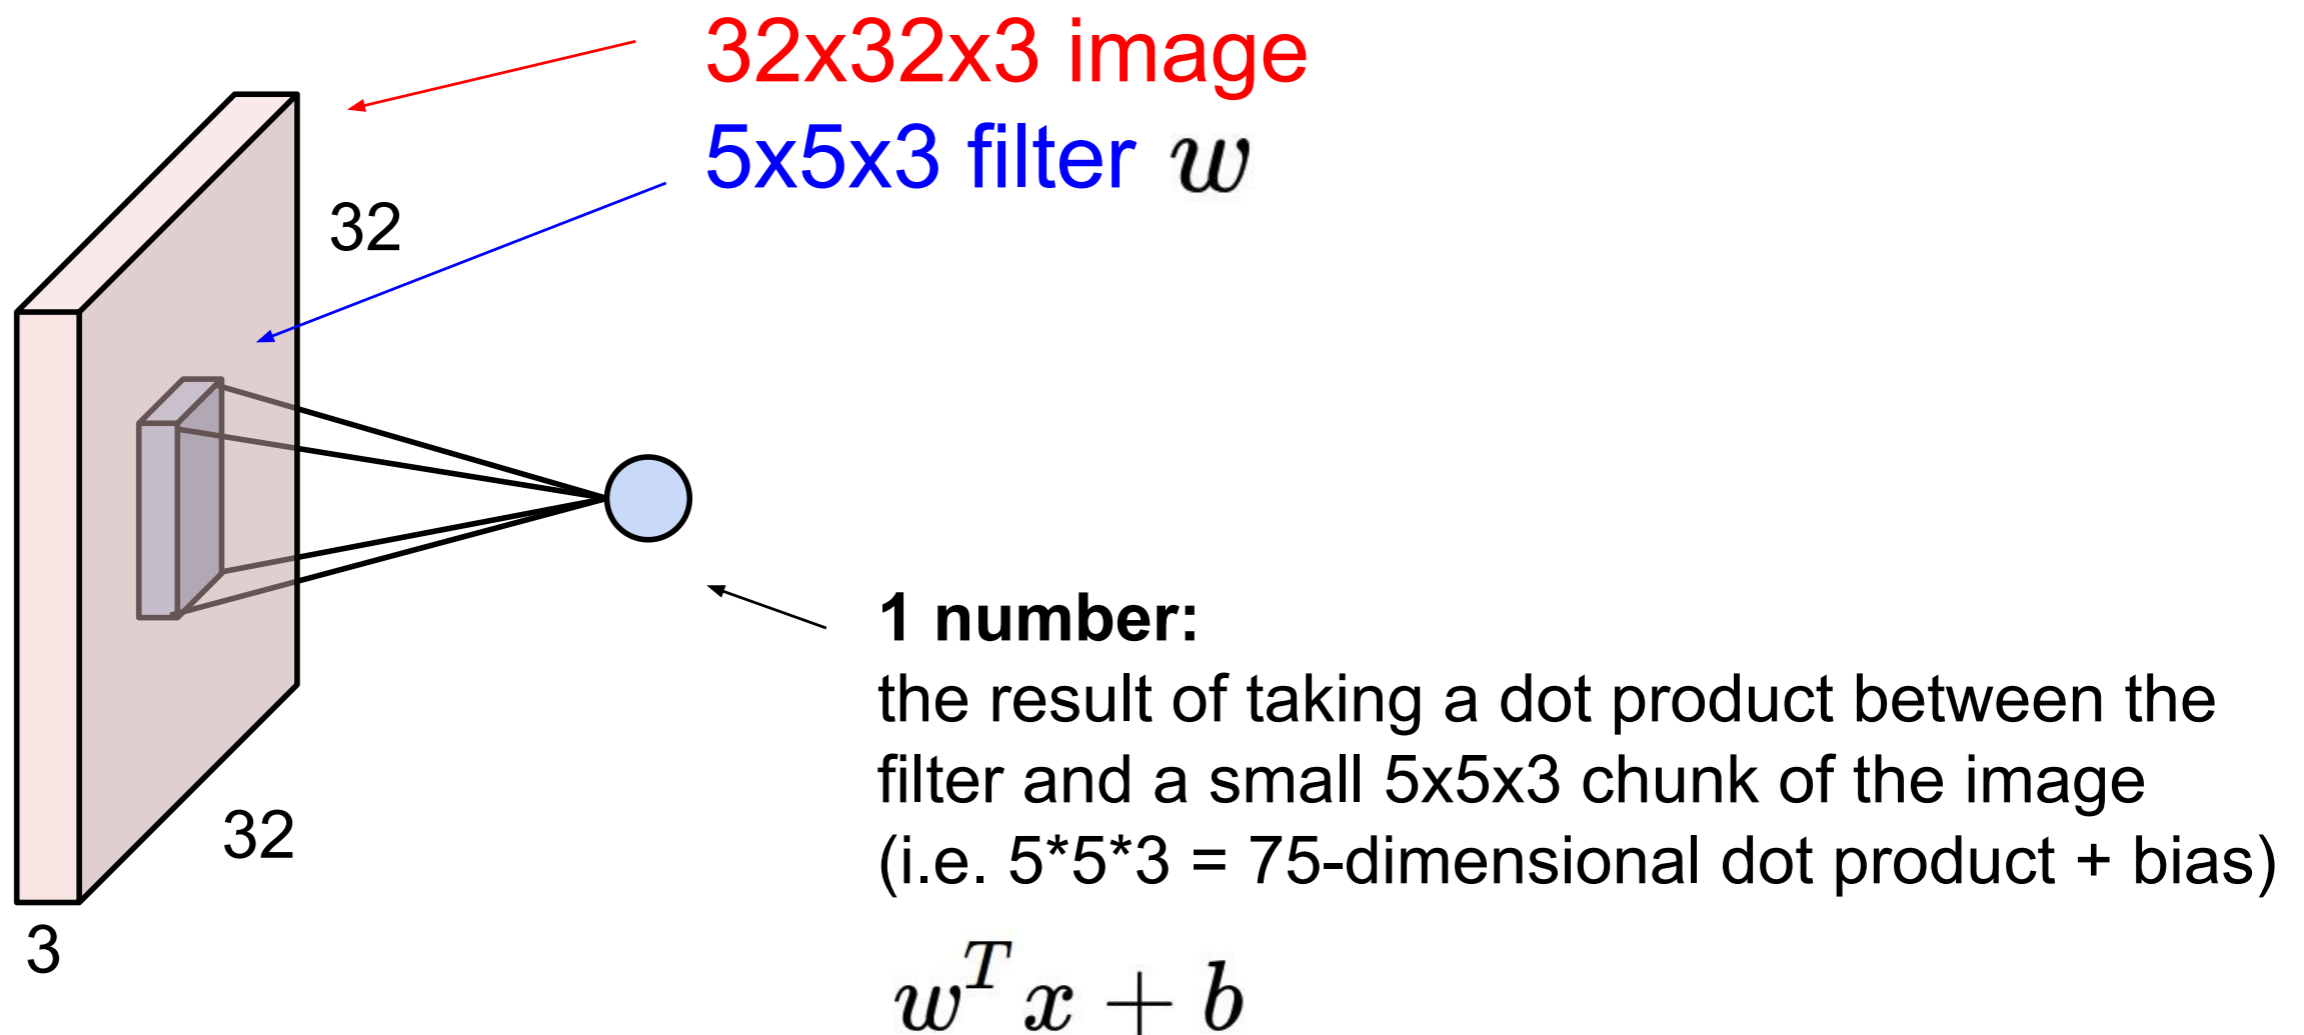 32x32x3 image
5x5x3 filter w
32
32
3
1 number:
the result of taking a dot product between the
filter and a small 5x5x3 chunk of the image
(i.e. 5*5*3 = 75-dimensional dot product + bias)
w^T x + b